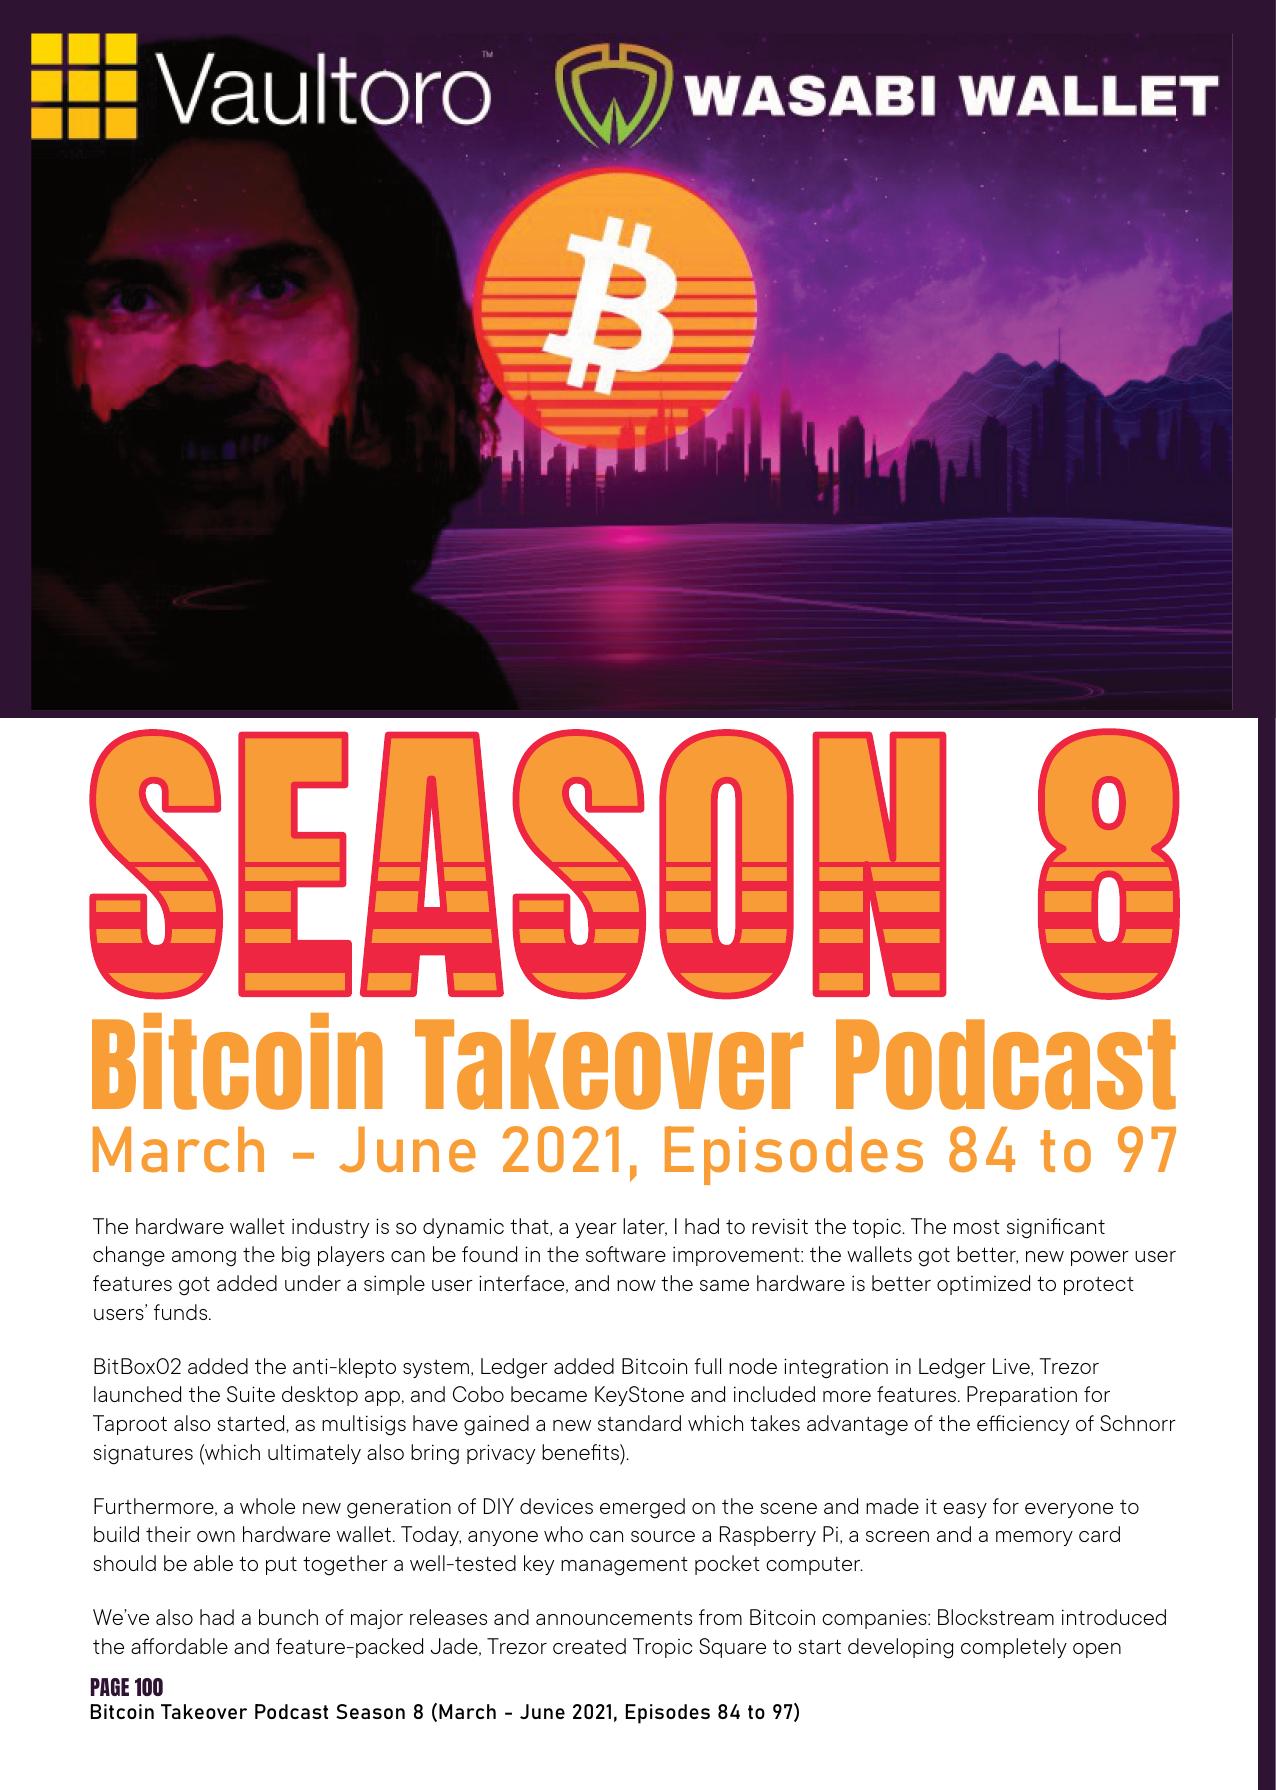 Vaultoro™
WASABI WALLET
SEASON 8
Bitcoin Takeover Podcast
March - June 2021, Episodes 84 to 97
The hardware wallet industry is so dynamic that, a year later, I had to revisit the topic. The most significant
change among the big players can be found in the software improvement: the wallets got better, new power user
features got added under a simple user interface, and now the same hardware is better optimized to protect
users’ funds.
BitBox02 added the anti-klepto system, Ledger added Bitcoin full node integration in Ledger Live, Trezor
launched the Suite desktop app, and Cobo became KeyStone and included more features. Preparation for
Taproot also started, as multisigs have gained a new standard which takes advantage of the efficiency of Schnorr
signatures (which ultimately also bring privacy benefits).
Furthermore, a whole new generation of DIY devices emerged on the scene and made it easy for everyone to
build their own hardware wallet. Today, anyone who can source a Raspberry Pi, a screen and a memory card
should be able to put together a well-tested key management pocket computer.
We’ve also had a bunch of major releases and announcements from Bitcoin companies: Blockstream introduced
the affordable and feature-packed Jade, Trezor created Tropic Square to start developing completely open
PAGE 100
Bitcoin Takeover Podcast Season 8 (March - June 2021, Episodes 84 to 97)